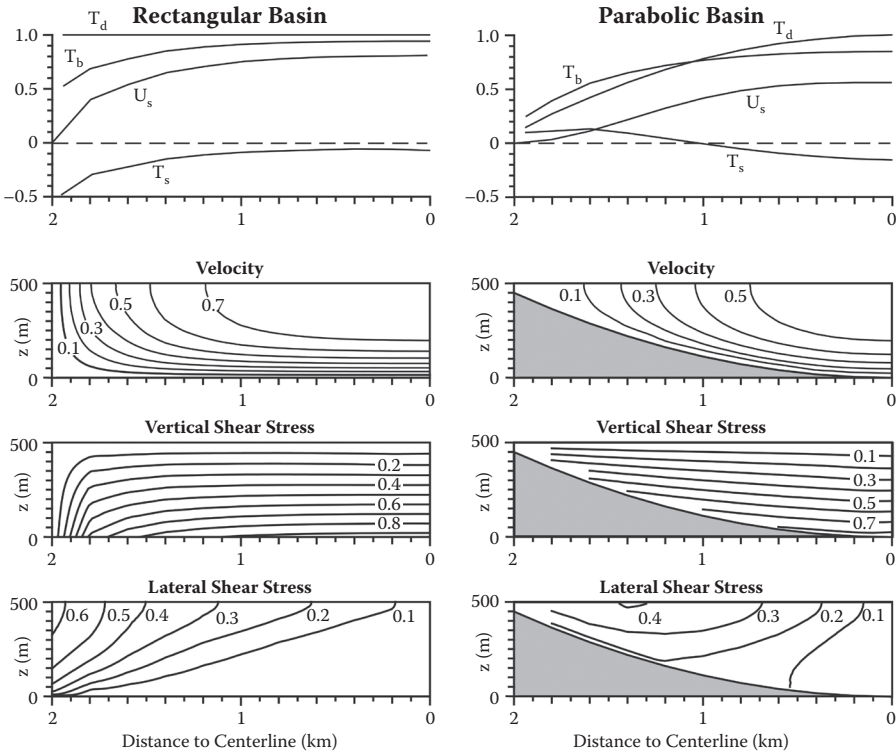 Rectangular Basin
Parabolic Basin
T_d
T_d
1.0
1.0
T_b
T_b
0.5
0.5
U_s
U_s
0
0
T_s
T_s
−0.5
−0.5
2 1 0
2 1 0
Velocity
Velocity
500
500
0.1 0.3 0.5 0.7
0.1 0.3 0.5
z (m)
z (m)
0
0
2 1 0
2 1 0
Vertical Shear Stress
Vertical Shear Stress
500
500
0.2
0.4
0.6
0.8
0.1
0.3
0.5
0.7
z (m)
z (m)
0
0
2 1 0
2 1 0
Lateral Shear Stress
Lateral Shear Stress
500
500
0.6 0.5 0.4 0.3 0.2 0.1
0.4 0.3 0.2 0.1
z (m)
z (m)
0
0
2 1 0
2 1 0
Distance to Centerline (km)
Distance to Centerline (km)